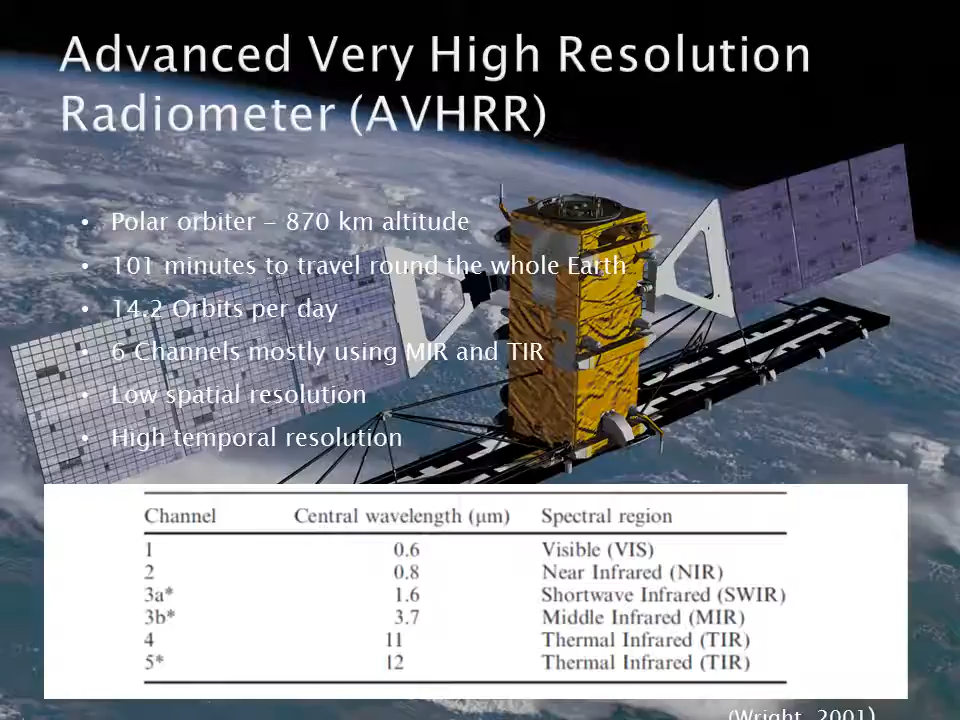 Advanced Very High Resolution
Radiometer (AVHRR)
• Polar orbiter – 870 km altitude
• 101 minutes to travel round the whole Earth
• 14.2 Orbits per day
• 6 Channels mostly using MIR and TIR
• Low spatial resolution
• High temporal resolution
Channel Central wavelength (μm) Spectral region
1 0.6 Visible (VIS)
2 0.8 Near Infrared (NIR)
3a* 1.6 Shortwave Infrared (SWIR)
3b* 3.7 Middle Infrared (MIR)
4 11 Thermal Infrared (TIR)
5* 12 Thermal Infrared (TIR)
(Wright, 2001)